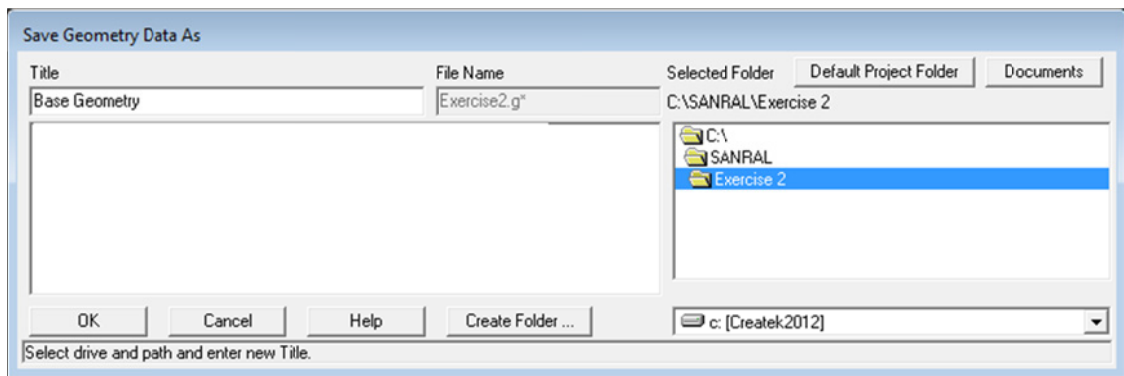 Save Geometry Data As
Title File Name Selected Folder Default Project Folder Documents
Base Geometry Exercise2.g* C:\SANRAL\Exercise 2
C:\
SANRAL
Exercise 2
OK Cancel Help Create Folder ... c: [Createk2012]
Select drive and path and enter new Title.